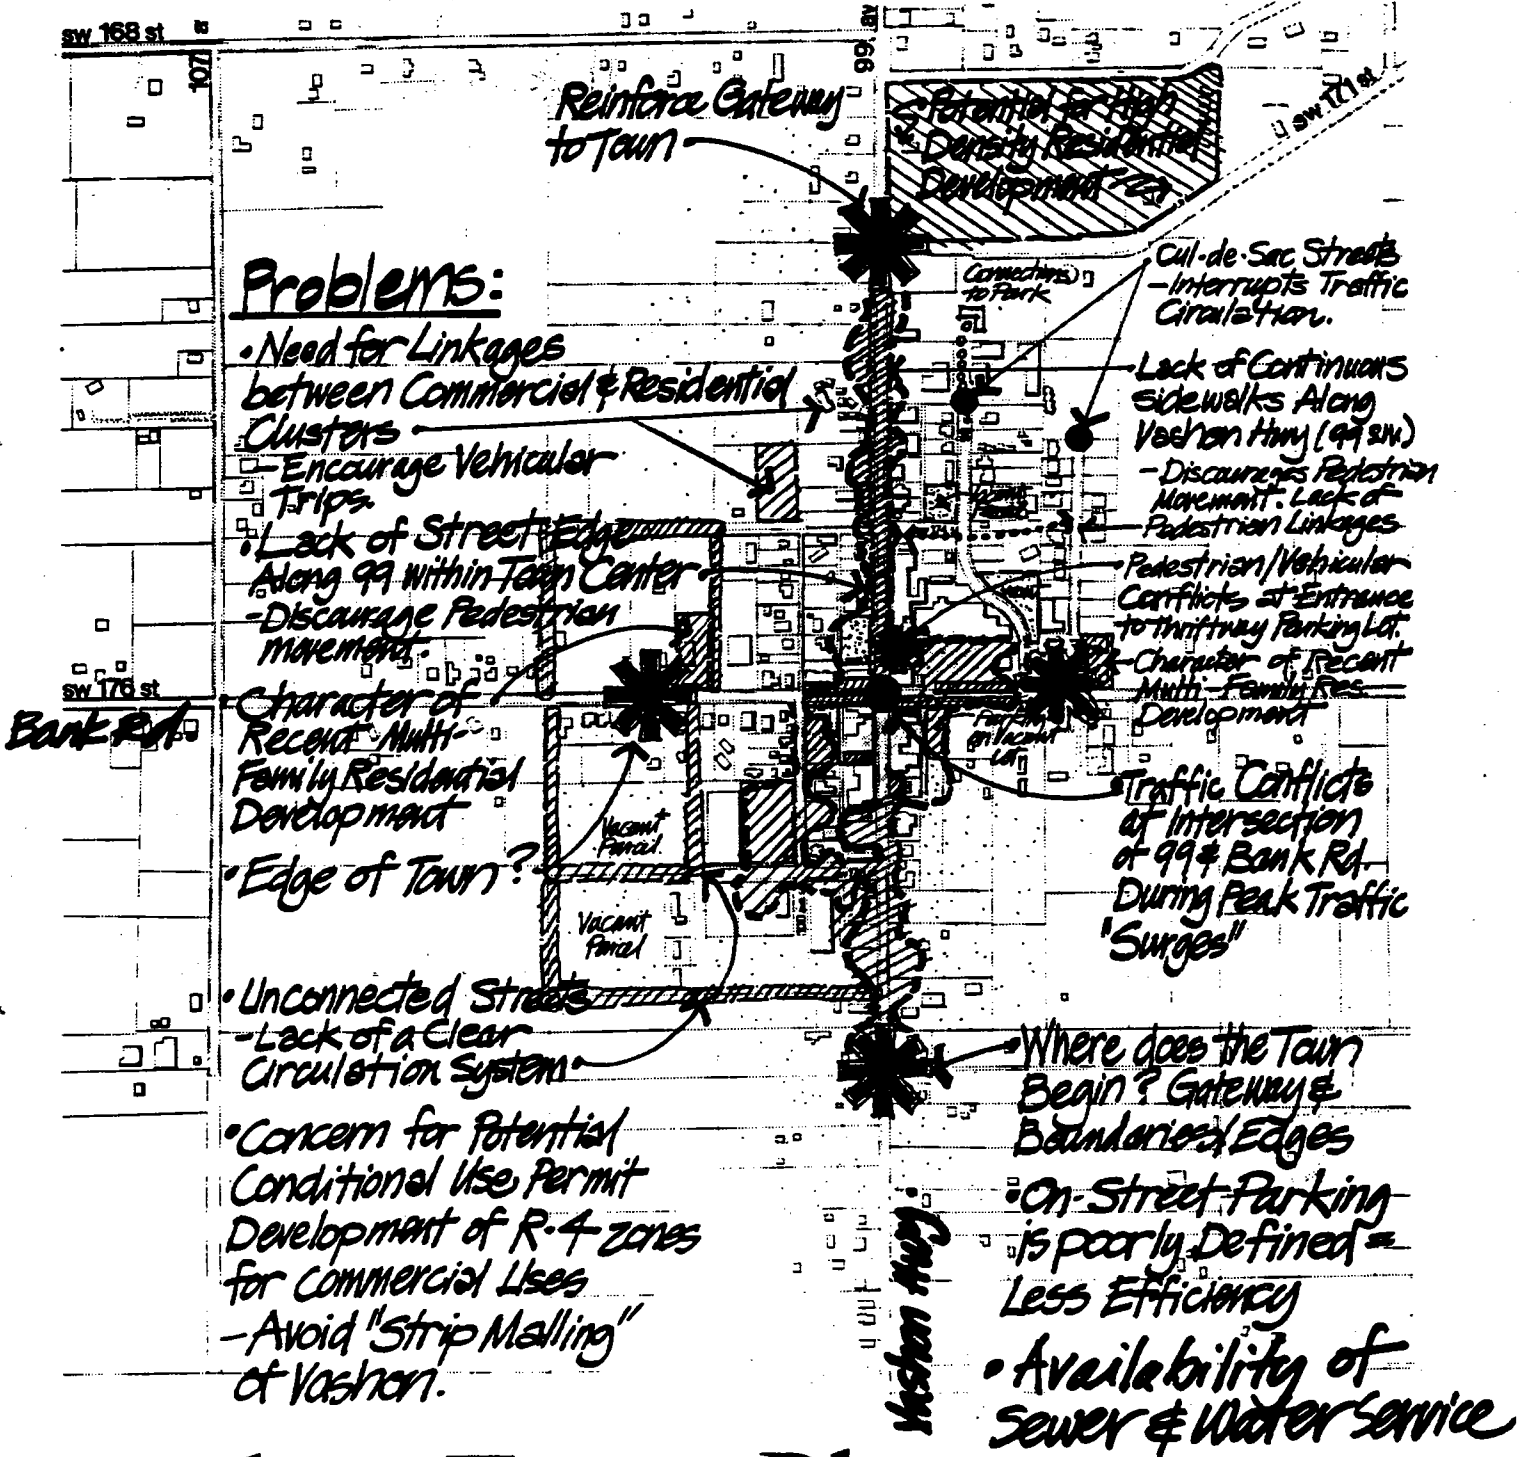 sw 168 st
107
99 av
sw 171 st
Reinforce Gateway
to Town
• Potential for High
Density Residential
Development
Problems:
• Need for Linkages
between Commercial & Residential
Clusters
- Encourage Vehicular
Trips.
• Lack of Street Edge
Along 99 within Town Center
- Discourage Pedestrian
movement.
sw 176 st
Bank Rd
• Character of
Recent Multi-
Family Residential
Development
• Edge of Town?
Vacant
Parcel
Vacant
Parcel
• Unconnected Streets
- Lack of a Clear
Circulation System
• Concern for Potential
Conditional Use Permit
Development of R-4 zones
for Commercial Uses
- Avoid "Strip Malling"
of Vashon.
Connection(s)
to Park
Cul-de-Sac Streets
- Interrupts Traffic
Circulation.
• Lack of Continuous
Sidewalks Along
Vashon Hwy (99 s.w.)
- Discourages Pedestrian
Movement. Lack of
Pedestrian Linkages
• Pedestrian/Vehicular
Conflicts at Entrance
to Thriftway Parking Lot.
- Character of Recent
Multi-Family Res.
Development
Parking
on Vacant
Lot
• Traffic Conflicts
at Intersection
of 99 & Bank Rd.
During Peak Traffic
"Surges"
• Where does the Town
Begin? Gateway &
Boundaries/Edges
• On-Street Parking
is poorly Defined =
Less Efficiency
• Availability of
Sewer & Water Service
Vashon Hwy.